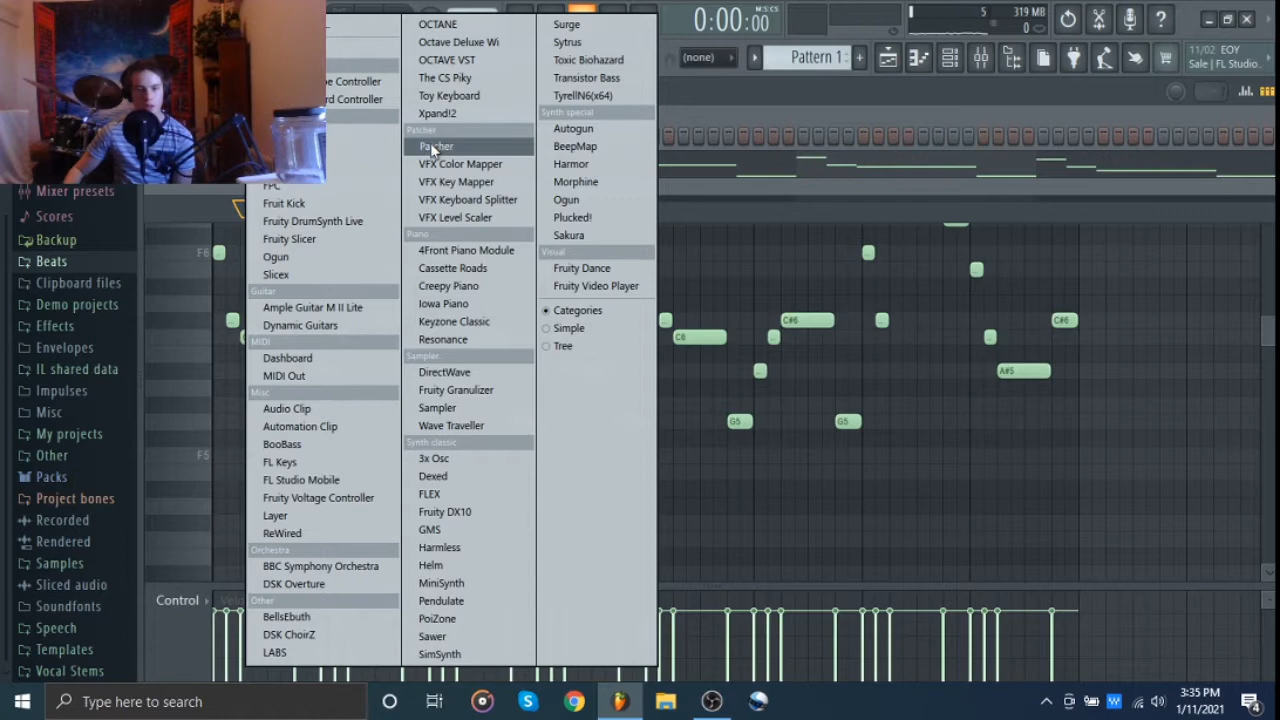 0:00:00
M:S:CS
5
319 MB
0
(none)
Pattern 1
11/02 EOY
Sale | FL Studio..
Mixer presets
Scores
Backup
Beats
Clipboard files
Demo projects
Effects
Envelopes
IL shared data
Impulses
Misc
My projects
Other
Packs
Project bones
Recorded
Rendered
Samples
Sliced audio
Soundfonts
Speech
Templates
Vocal Stems
F6
F5
Control
FPC
Fruit Kick
Fruity DrumSynth Live
Fruity Slicer
Ogun
Slicex
Guitar
Ample Guitar M II Lite
Dynamic Guitars
MIDI
Dashboard
MIDI Out
Misc
Audio Clip
Automation Clip
BooBass
FL Keys
FL Studio Mobile
Fruity Voltage Controller
Layer
ReWired
Orchestra
BBC Symphony Orchestra
DSK Overture
Other
BellsEbuth
DSK ChoirZ
LABS
OCTANE
Octave Deluxe Wi
OCTAVE VST
The CS Piky
Toy Keyboard
Xpand!2
Patcher
Patcher
VFX Color Mapper
VFX Key Mapper
VFX Keyboard Splitter
VFX Level Scaler
Piano
4Front Piano Module
Cassette Roads
Creepy Piano
Iowa Piano
Keyzone Classic
Resonance
Sampler
DirectWave
Fruity Granulizer
Sampler
Wave Traveller
Synth classic
3x Osc
Dexed
FLEX
Fruity DX10
GMS
Harmless
Helm
MiniSynth
Pendulate
PoiZone
Sawer
SimSynth
Surge
Sytrus
Toxic Biohazard
Transistor Bass
TyrellN6(x64)
Synth special
Autogun
BeepMap
Harmor
Morphine
Ogun
Plucked!
Sakura
Visual
Fruity Dance
Fruity Video Player
Categories
Simple
Tree
C6
C#6
G5
G5
A#5
C#6
Type here to search
3:35 PM
1/11/2021
4